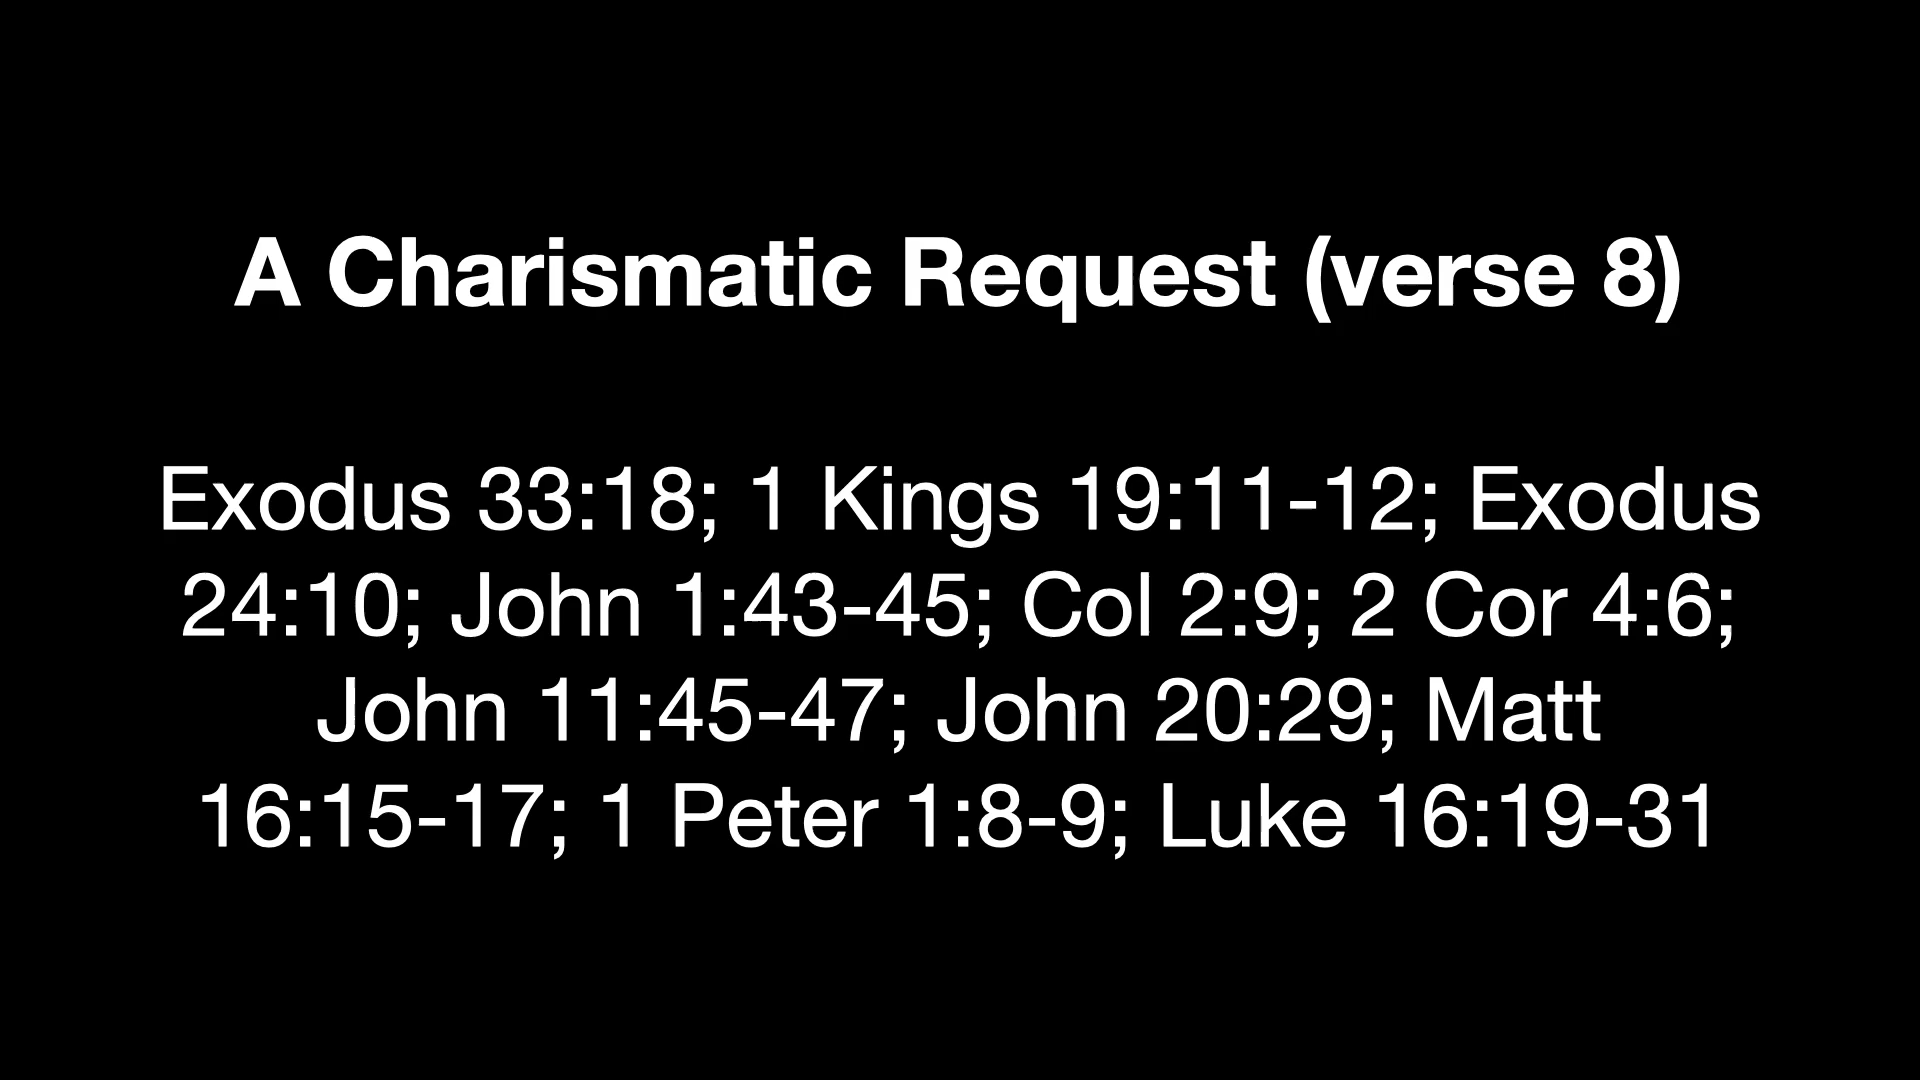 A Charismatic Request (verse 8)
Exodus 33:18; 1 Kings 19:11-12; Exodus
24:10; John 1:43-45; Col 2:9; 2 Cor 4:6;
John 11:45-47; John 20:29; Matt
16:15-17; 1 Peter 1:8-9; Luke 16:19-31